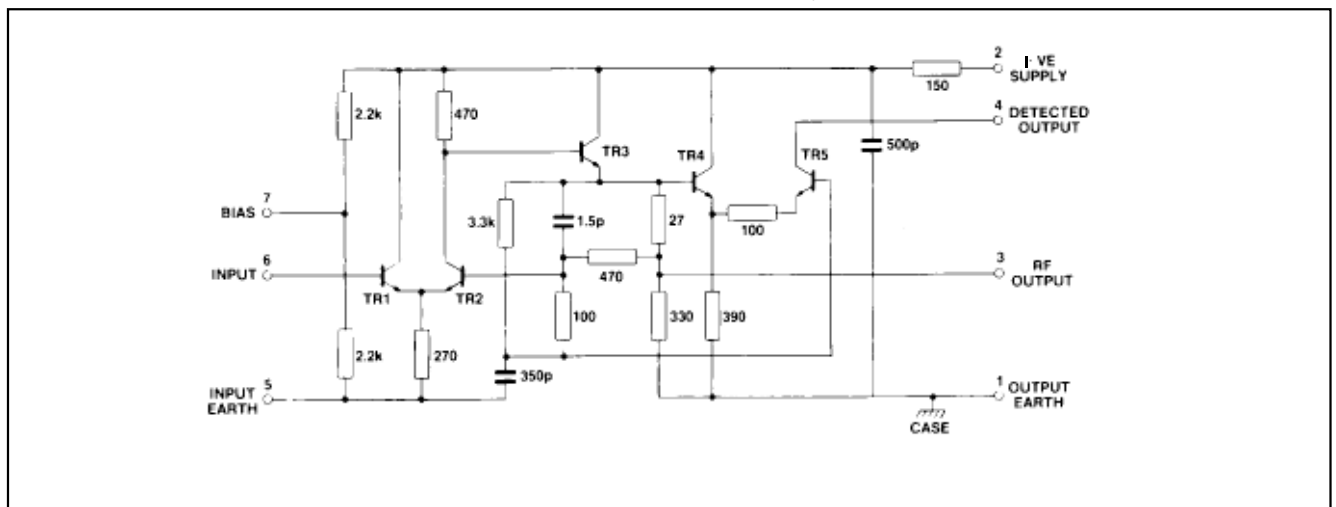 2
I- VE
SUPPLY
150
4
DETECTED
OUTPUT
2.2k
470
TR3
TR4
TR5
500p
7
BIAS
3.3k
1.5p
27
100
6
INPUT
470
3
RF
OUTPUT
TR1
TR2
100
330
390
2.2k
270
350p
5
INPUT
EARTH
1
OUTPUT
EARTH
CASE